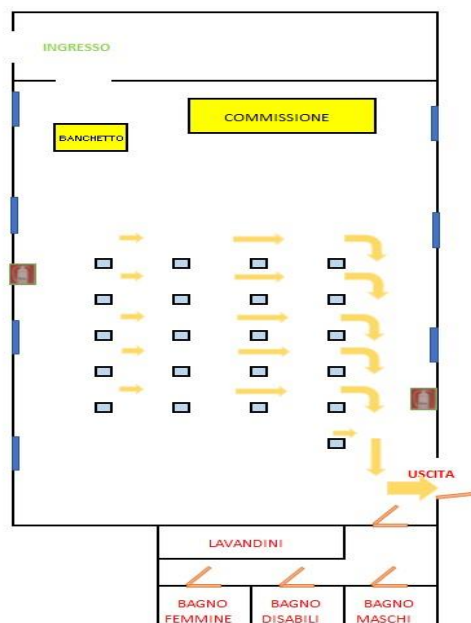 INGRESSO
COMMISSIONE
BANCHETTO
USCITA
LAVANDINI
BAGNO
FEMMINE
BAGNO
DISABILI
BAGNO
MASCHI